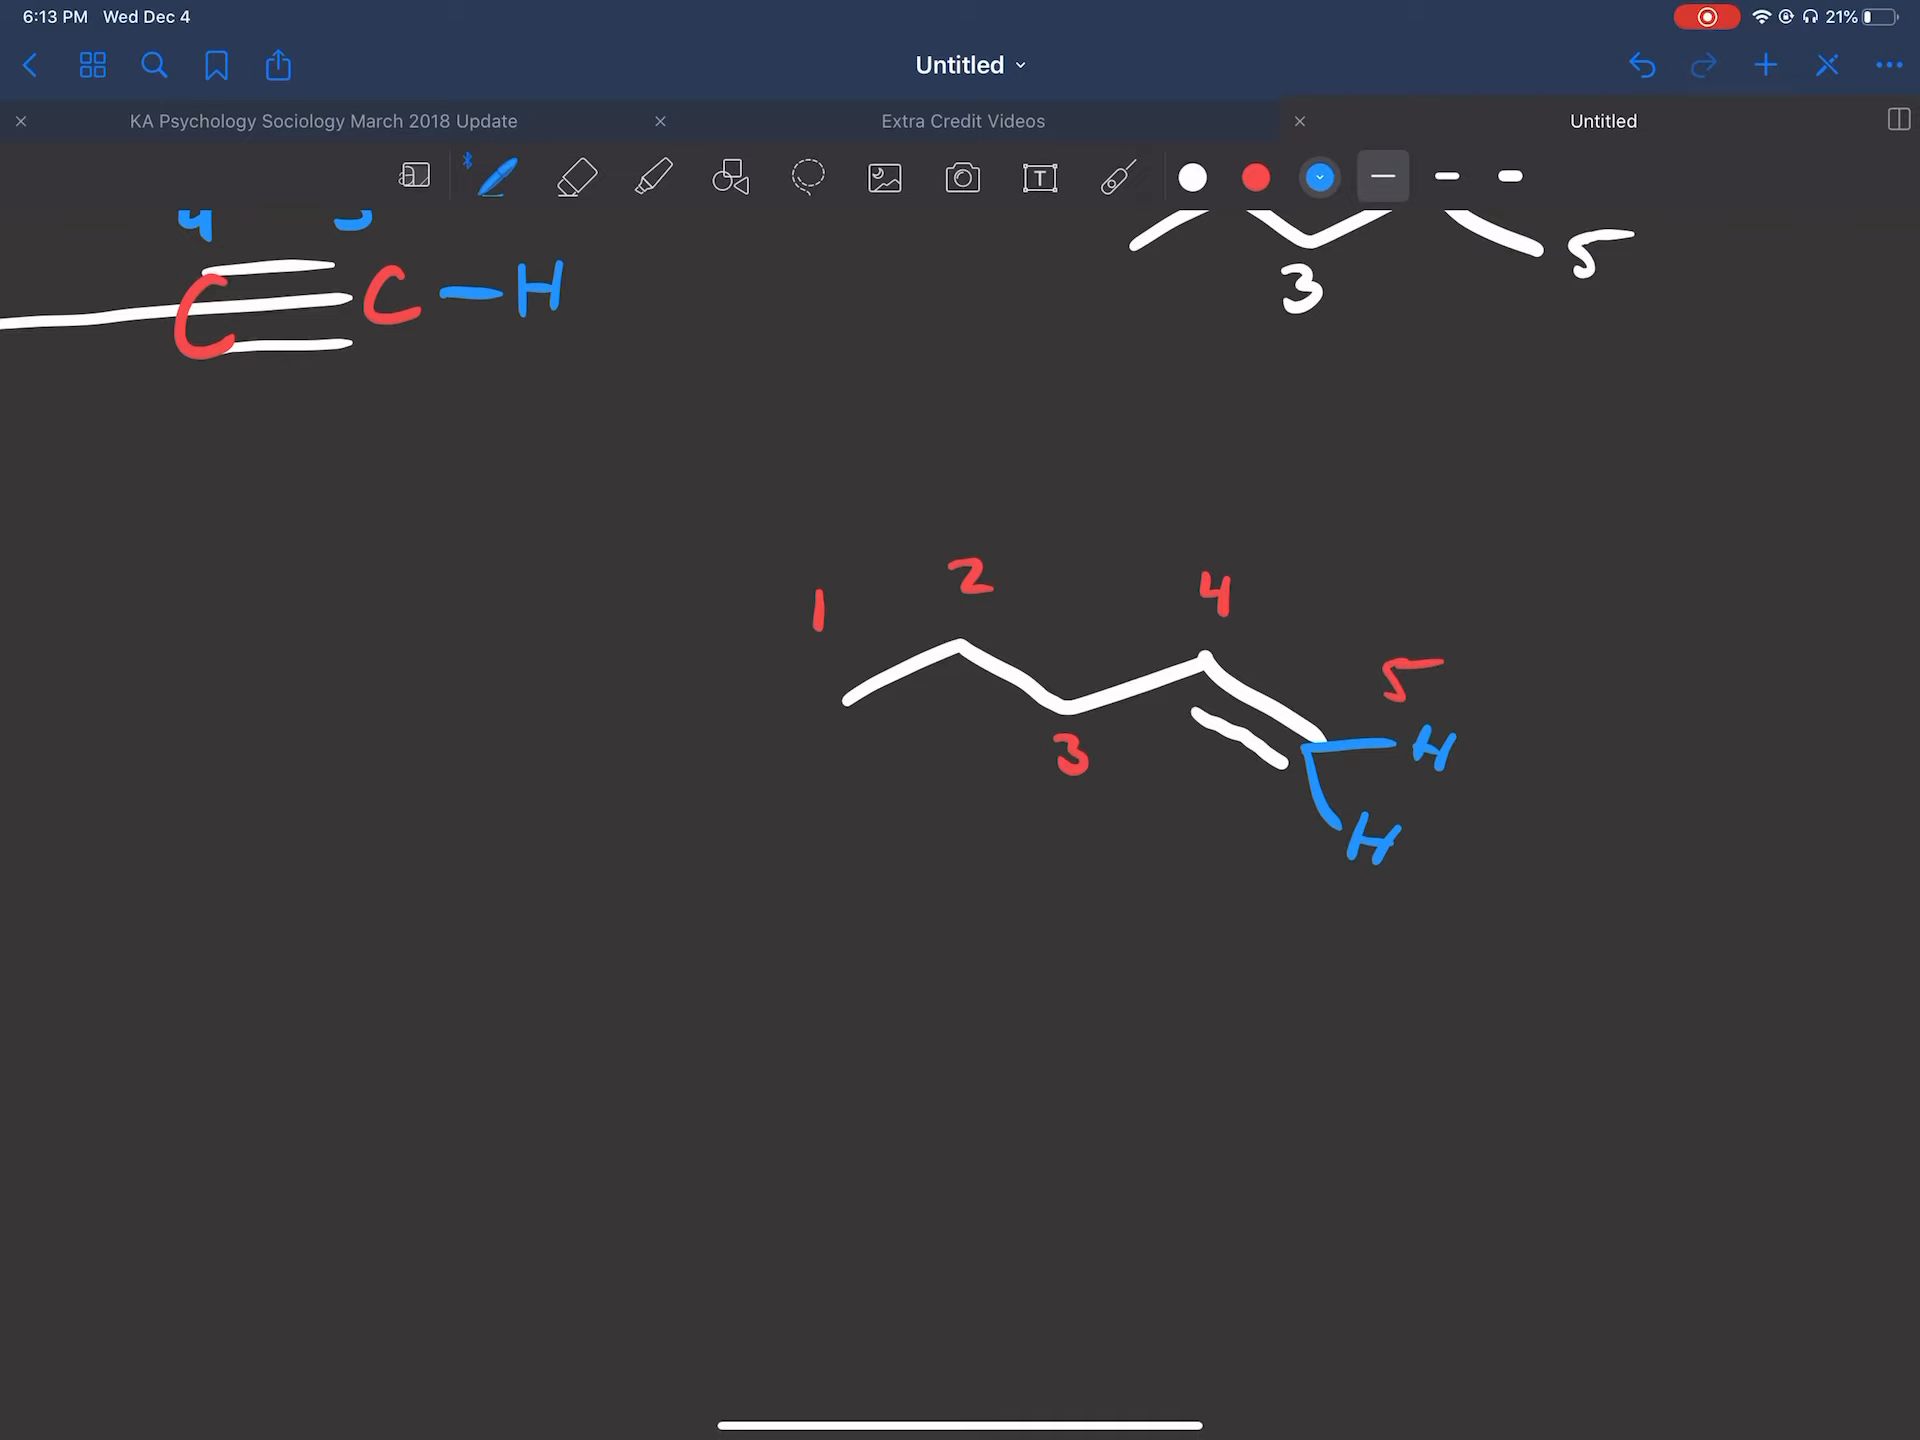 6:13 PM Wed Dec 4
21%
Untitled
KA Psychology Sociology March 2018 Update
Extra Credit Videos
Untitled
T
4
C C - H
3 5
1 2 4 5
3
H
H